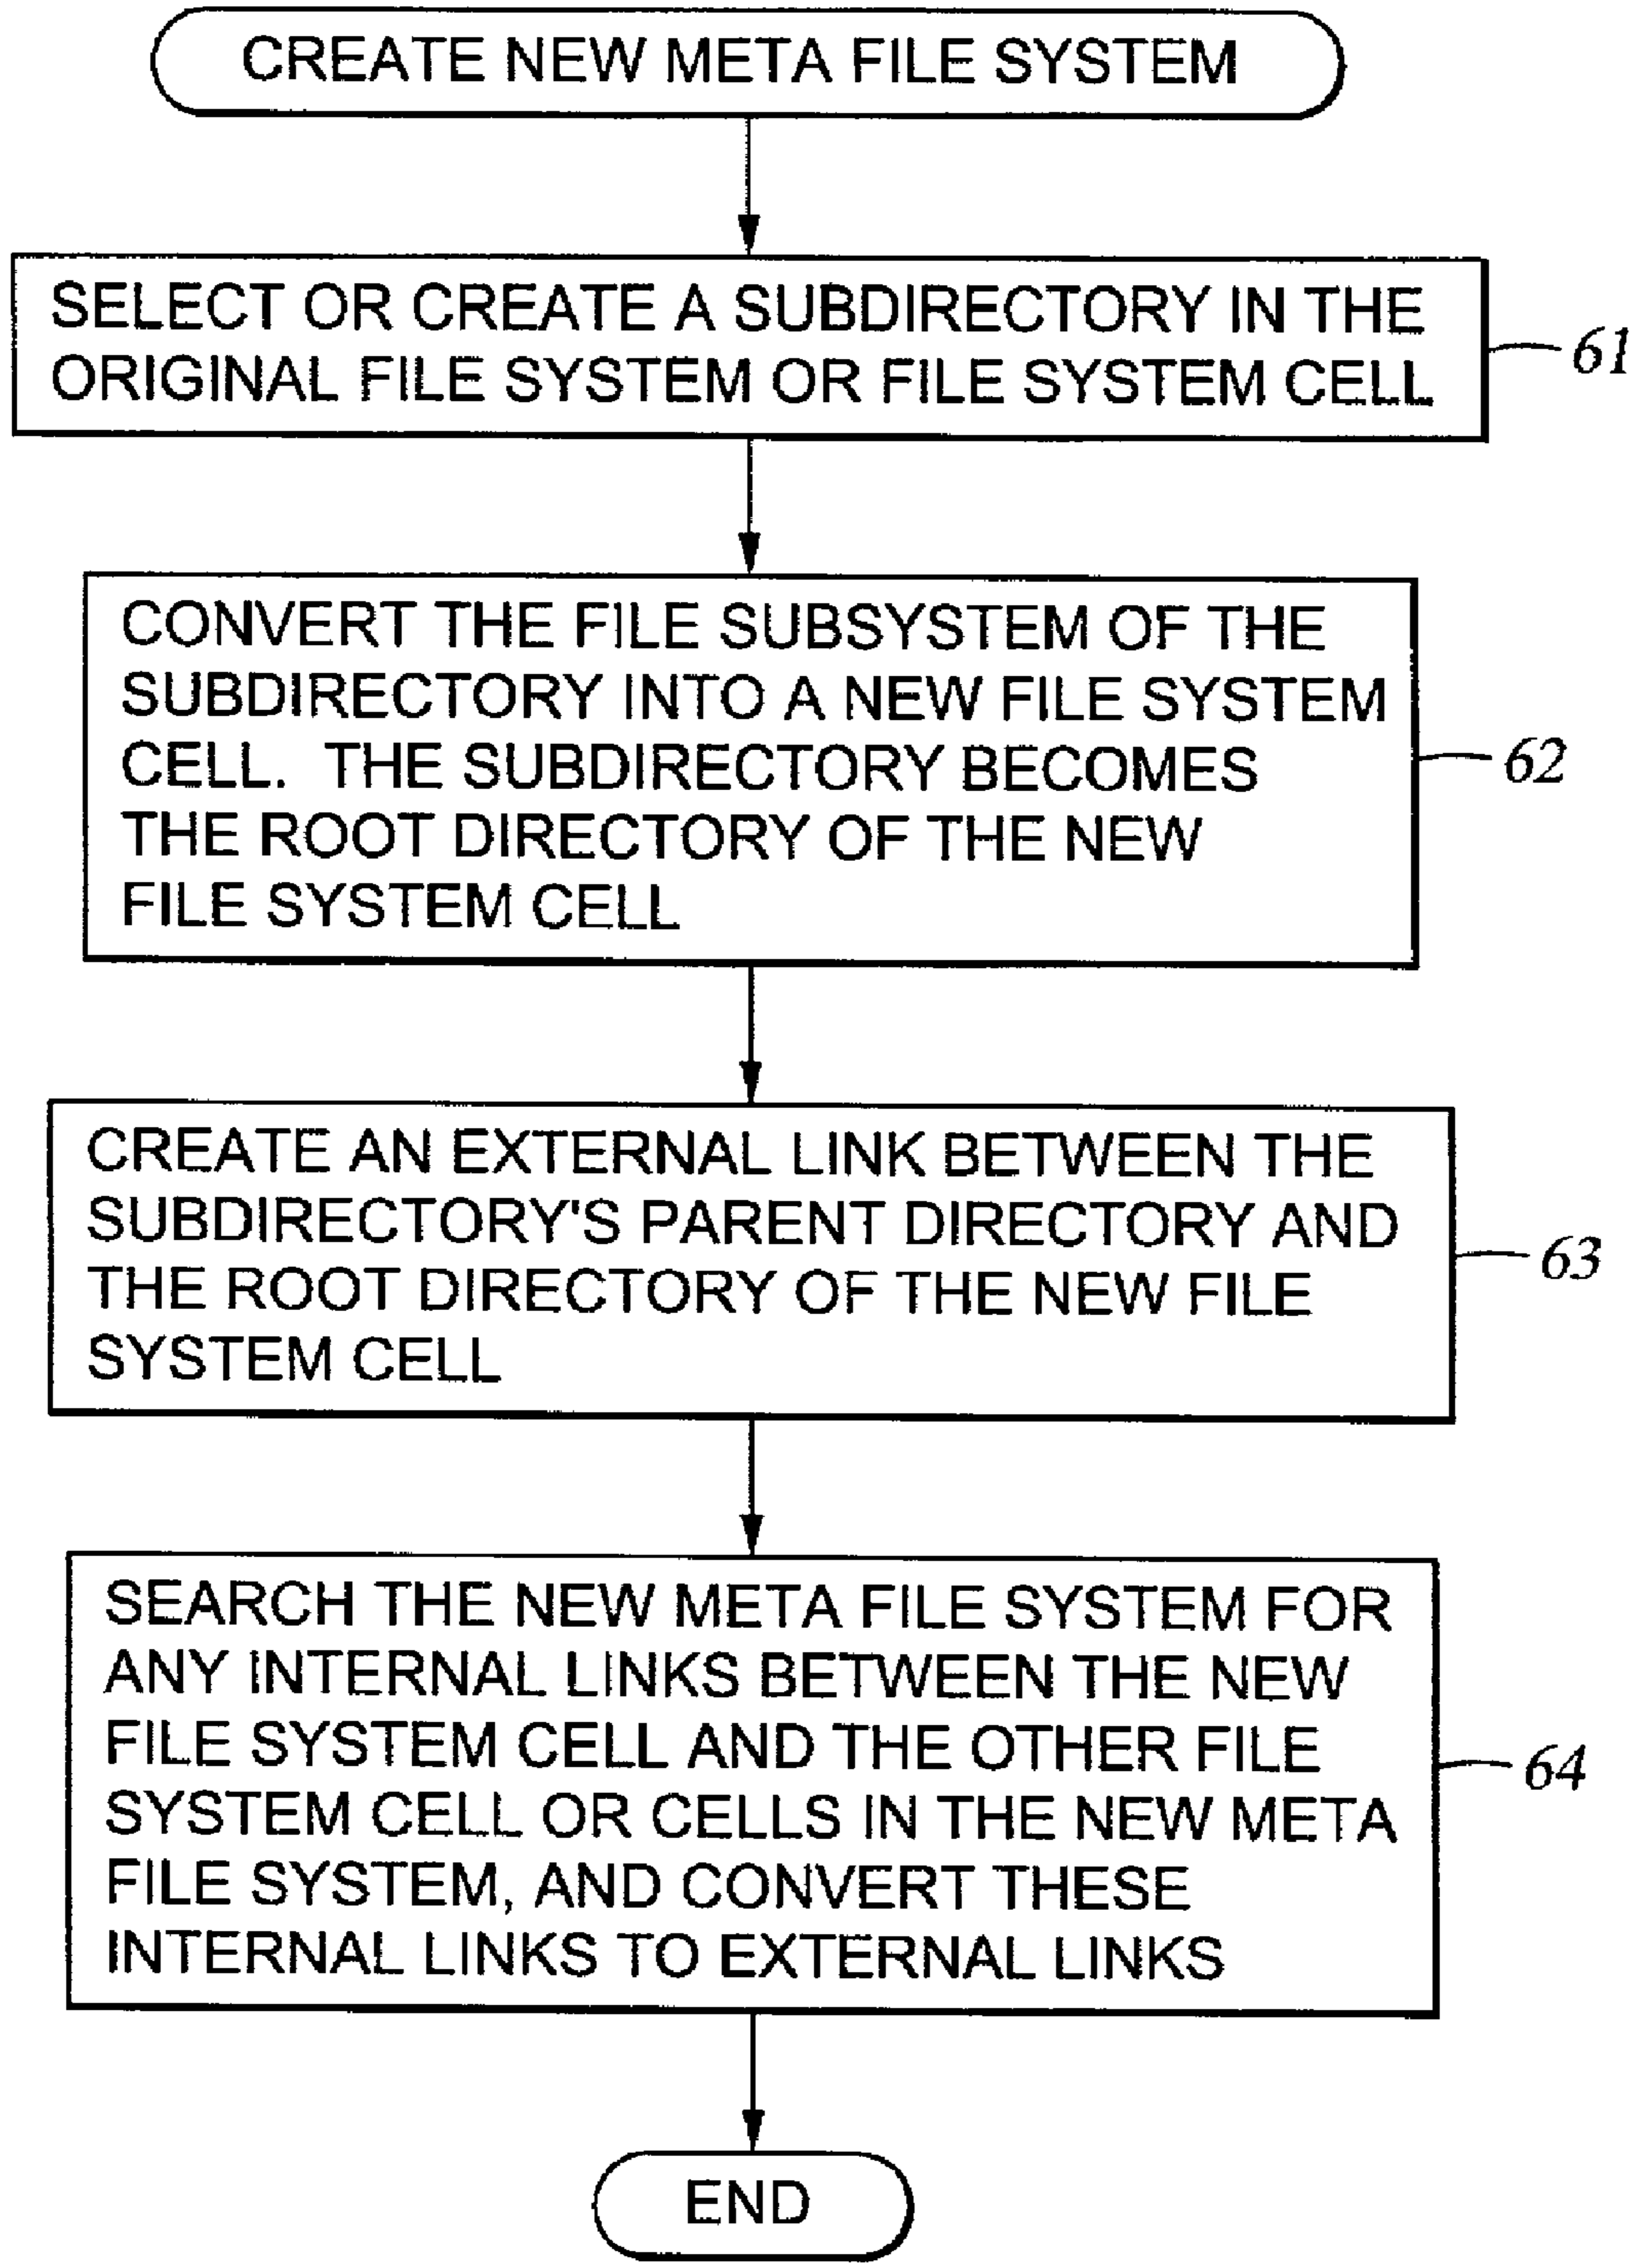 CREATE NEW META FILE SYSTEM
SELECT OR CREATE A SUBDIRECTORY IN THE
ORIGINAL FILE SYSTEM OR FILE SYSTEM CELL
61
CONVERT THE FILE SUBSYSTEM OF THE
SUBDIRECTORY INTO A NEW FILE SYSTEM
CELL. THE SUBDIRECTORY BECOMES
THE ROOT DIRECTORY OF THE NEW
FILE SYSTEM CELL
62
CREATE AN EXTERNAL LINK BETWEEN THE
SUBDIRECTORY'S PARENT DIRECTORY AND
THE ROOT DIRECTORY OF THE NEW FILE
SYSTEM CELL
63
SEARCH THE NEW META FILE SYSTEM FOR
ANY INTERNAL LINKS BETWEEN THE NEW
FILE SYSTEM CELL AND THE OTHER FILE
SYSTEM CELL OR CELLS IN THE NEW META
FILE SYSTEM, AND CONVERT THESE
INTERNAL LINKS TO EXTERNAL LINKS
64
END